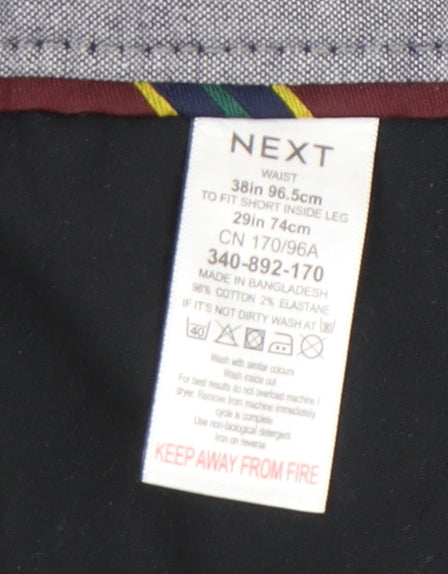 NEXT
WAIST
38in 96.5cm
TO FIT SHORT INSIDE LEG
29in 74cm
CN 170/96A
340-892-170
MADE IN BANGLADESH
98% COTTON 2% ELASTANE
IF IT'S NOT DIRTY WASH AT 30
40
Wash with similar colours
Wash inside out
For best results do not overload machine /
dryer. Remove from machine immediately
cycle is complete
Use non-biological detergent
Iron on reverse
KEEP AWAY FROM FIRE